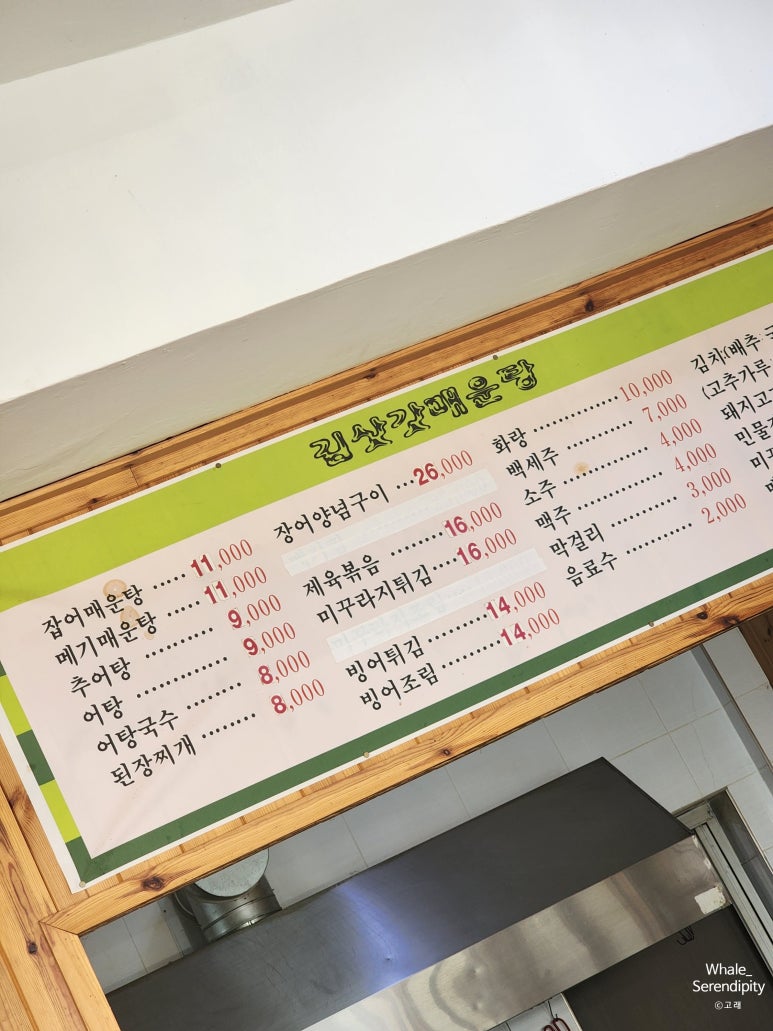 김삿갓매운탕
잡어매운탕 ····· 11,000
메기매운탕 ····· 11,000
추어탕 ·········· 9,000
어탕 ············· 9,000
어탕국수 ········ 8,000
된장찌개 ········ 8,000
장어양념구이 ··· 26,000
제육볶음 ········ 16,000
미꾸라지튀김 ···· 16,000
빙어튀김 ········· 14,000
빙어조림 ········· 14,000
화랑 ············· 10,000
백세주 ··········· 7,000
소주 ············· 4,000
맥주 ············· 4,000
막걸리 ··········· 3,000
음료수 ··········· 2,000
김치(배추
(고추가루
돼지고
민물
Whale_
Serendipity
©고래